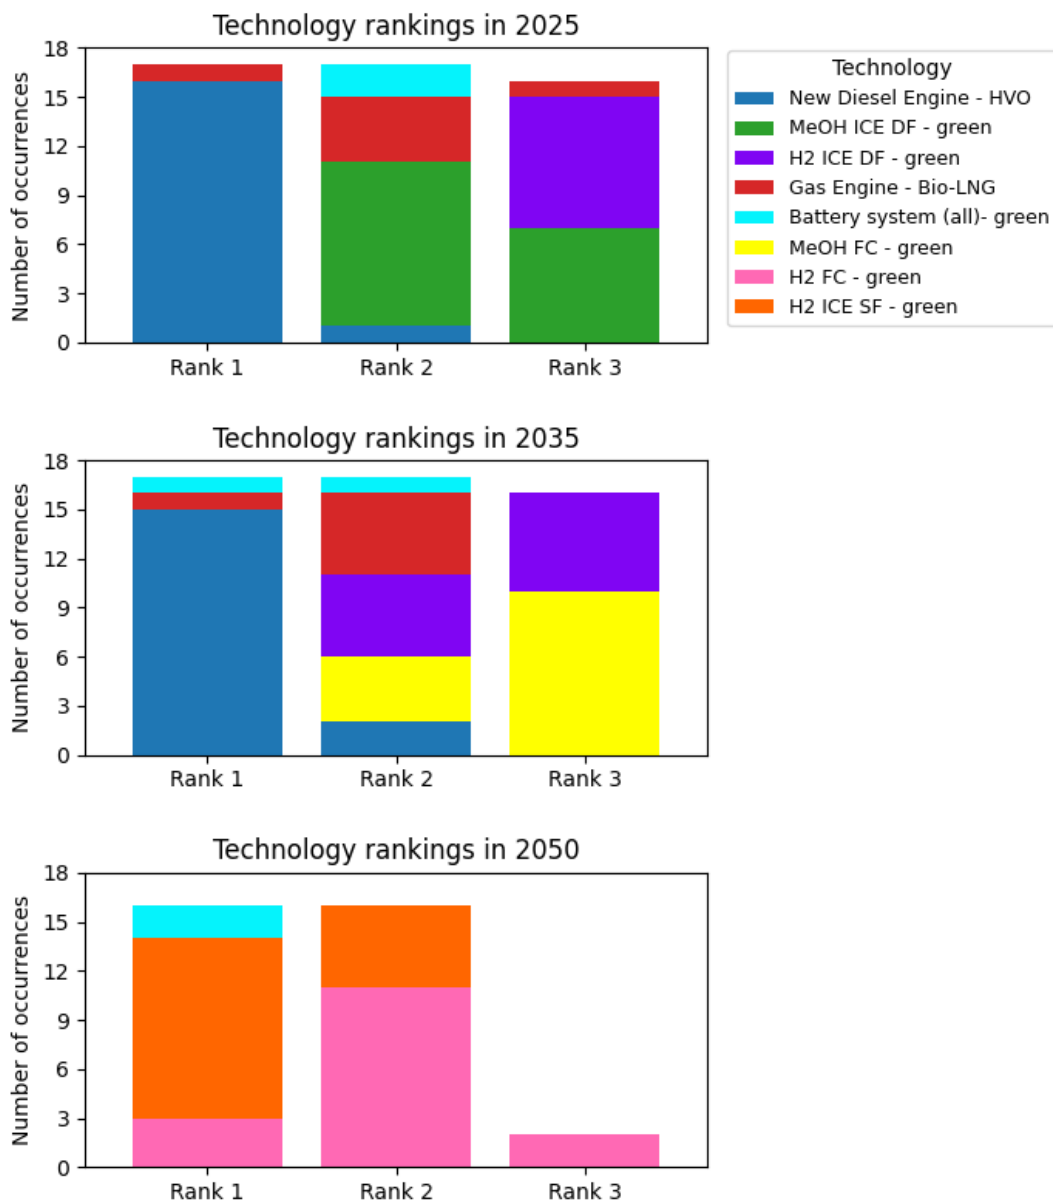 Technology rankings in 2025
Number of occurrences
18
15
12
9
6
3
0
Rank 1 Rank 2 Rank 3
Technology
New Diesel Engine - HVO
MeOH ICE DF - green
H2 ICE DF - green
Gas Engine - Bio-LNG
Battery system (all)- green
MeOH FC - green
H2 FC - green
H2 ICE SF - green
Technology rankings in 2035
Number of occurrences
18
15
12
9
6
3
0
Rank 1 Rank 2 Rank 3
Technology rankings in 2050
Number of occurrences
18
15
12
9
6
3
0
Rank 1 Rank 2 Rank 3